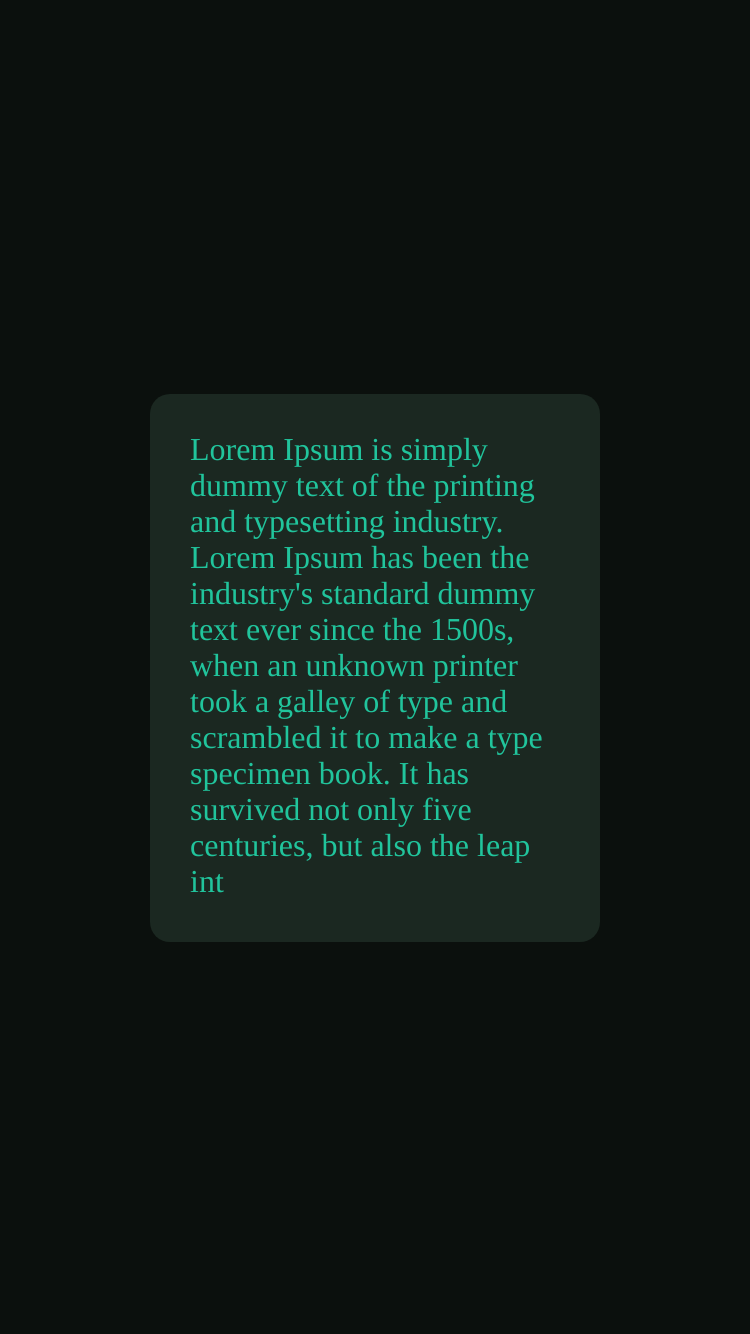 Lorem Ipsum is simply
dummy text of the printing
and typesetting industry.
Lorem Ipsum has been the
industry's standard dummy
text ever since the 1500s,
when an unknown printer
took a galley of type and
scrambled it to make a type
specimen book. It has
survived not only five
centuries, but also the leap
int